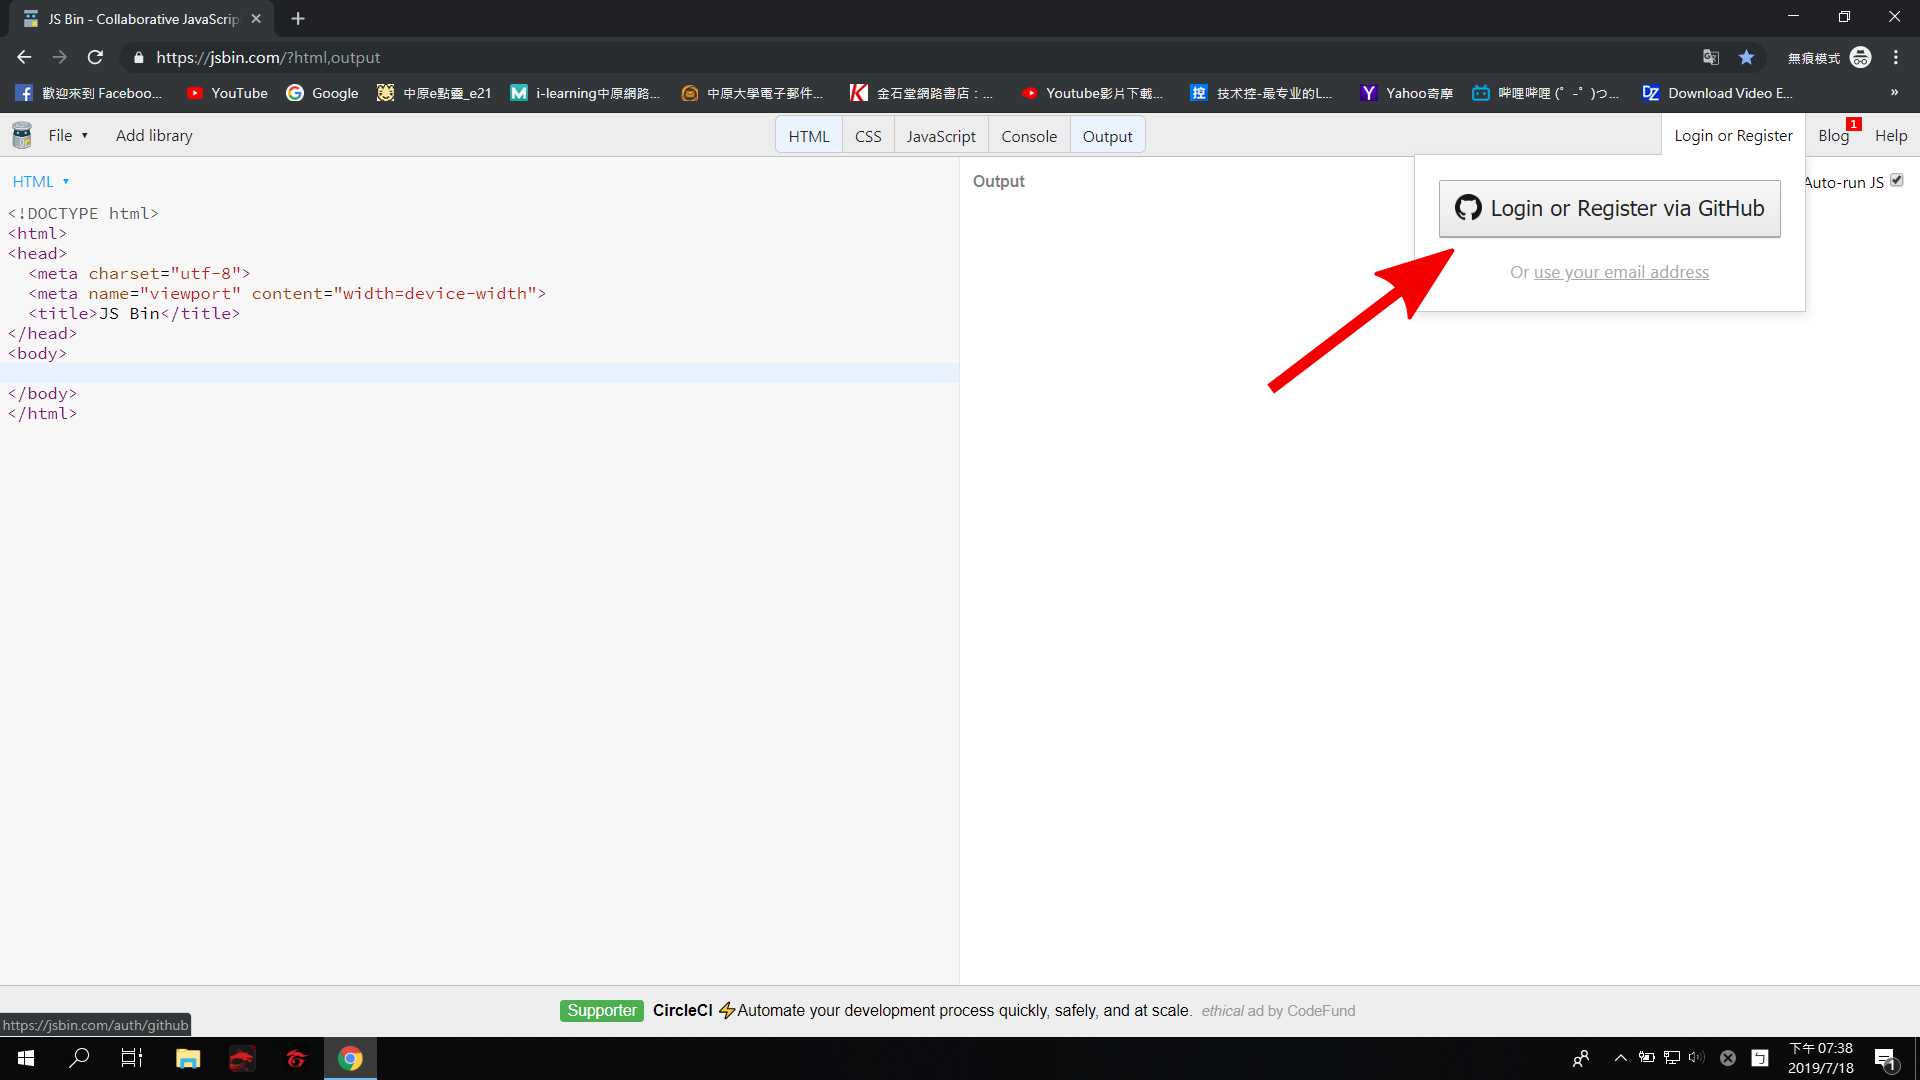 JS Bin - Collaborative JavaScrip
https://jsbin.com/?html,output
無痕模式
歡迎來到 Faceboo...
YouTube
Google
中原e點靈_e21
i-learning中原網路...
中原大學電子郵件...
金石堂網路書店：...
Youtube影片下載...
技术控-最专业的L...
Yahoo奇摩
哔哩哔哩 (゜-゜)つ...
Download Video E...
»
File
Add library
HTML
CSS
JavaScript
Console
Output
Login or Register
Blog
1
Help
HTML
Output
Auto-run JS
Login or Register via GitHub
Or use your email address
<!DOCTYPE html>
<html>
<head>
<meta charset="utf-8">
<meta name="viewport" content="width=device-width">
<title>JS Bin</title>
</head>
<body>
</body>
</html>
Supporter CircleCI ⚡Automate your development process quickly, safely, and at scale. ethical ad by CodeFund
https://jsbin.com/auth/github
下午 07:38
2019/7/18
1